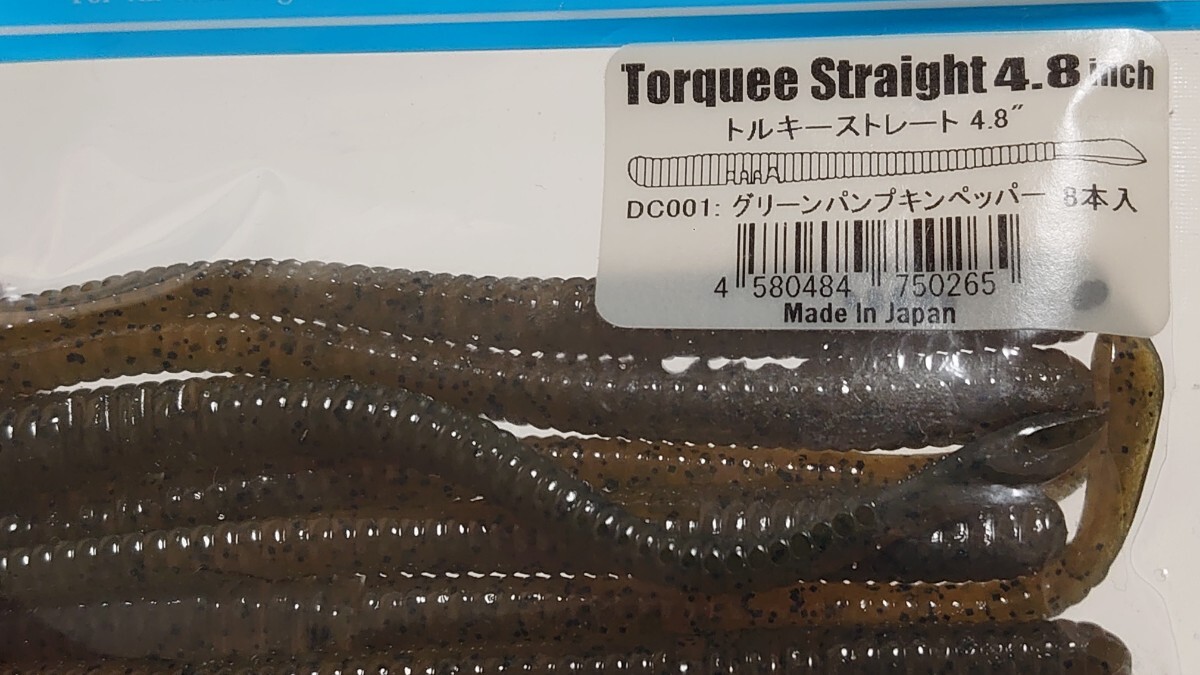 Torquee Straight 4.8 inch
トルキーストレート 4.8″
DC001: グリーンパンプキンペッパー 8本入
4 580484 750265
Made In Japan